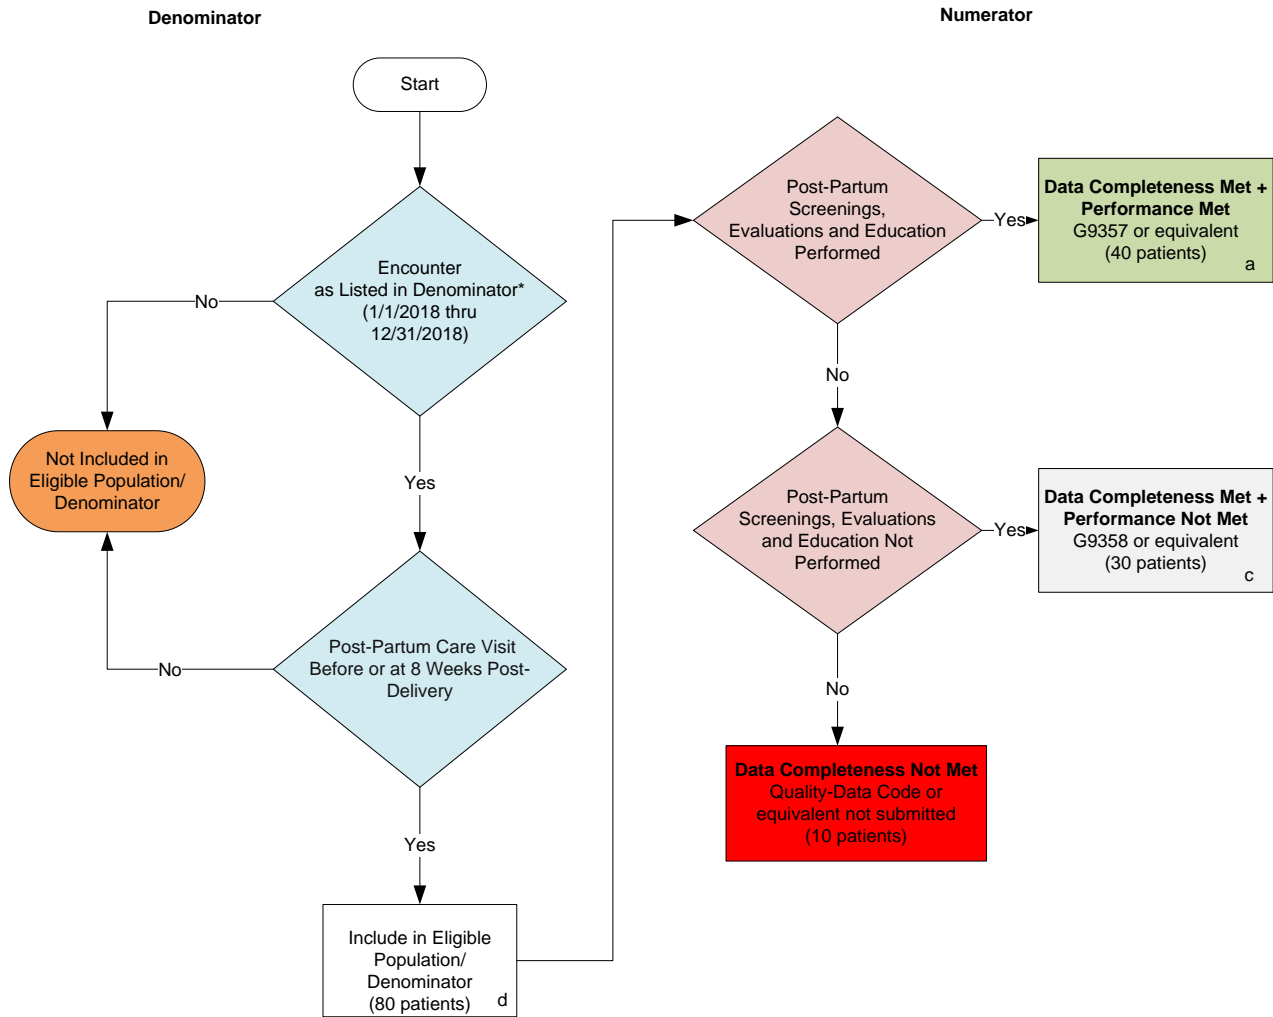 Denominator
Numerator
Start
Encounter
as Listed in Denominator*
(1/1/2018 thru
12/31/2018)
No
Yes
Not Included in
Eligible Population/
Denominator
Post-Partum Care Visit
Before or at 8 Weeks Post-
Delivery
No
Yes
Include in Eligible
Population/
Denominator
(80 patients)
d
Post-Partum
Screenings,
Evaluations and Education
Performed
Yes
Data Completeness Met +
Performance Met
G9357 or equivalent
(40 patients)
a
No
Post-Partum
Screenings, Evaluations
and Education Not
Performed
Yes
Data Completeness Met +
Performance Not Met
G9358 or equivalent
(30 patients)
c
No
Data Completeness Not Met
Quality-Data Code or
equivalent not submitted
(10 patients)